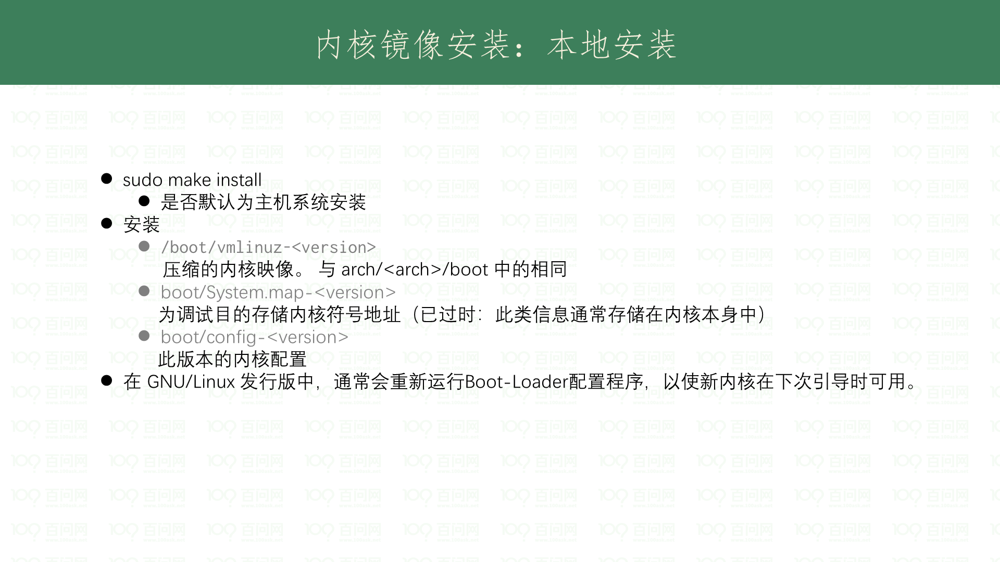 内核镜像安装：本地安装
● sudo make install
● 是否默认为主机系统安装
● 安装
● /boot/vmlinuz-<version>
压缩的内核映像。 与 arch/<arch>/boot 中的相同
● boot/System.map-<version>
为调试目的存储内核符号地址（已过时：此类信息通常存储在内核本身中）
● boot/config-<version>
此版本的内核配置
● 在 GNU/Linux 发行版中，通常会重新运行Boot-Loader配置程序，以使新内核在下次引导时可用。
百问网
www.100ask.net